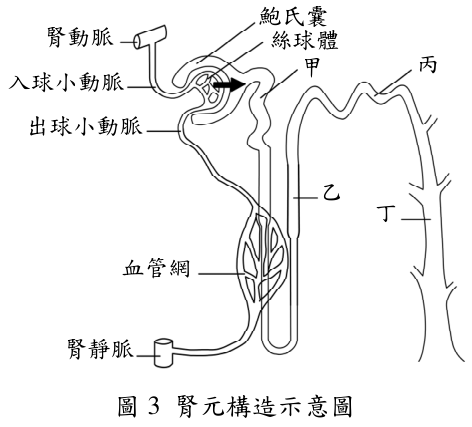 鮑氏囊
腎動脈
絲球體
甲
丙
入球小動脈
出球小動脈
乙
丁
血管網
腎靜脈
圖 3 腎元構造示意圖